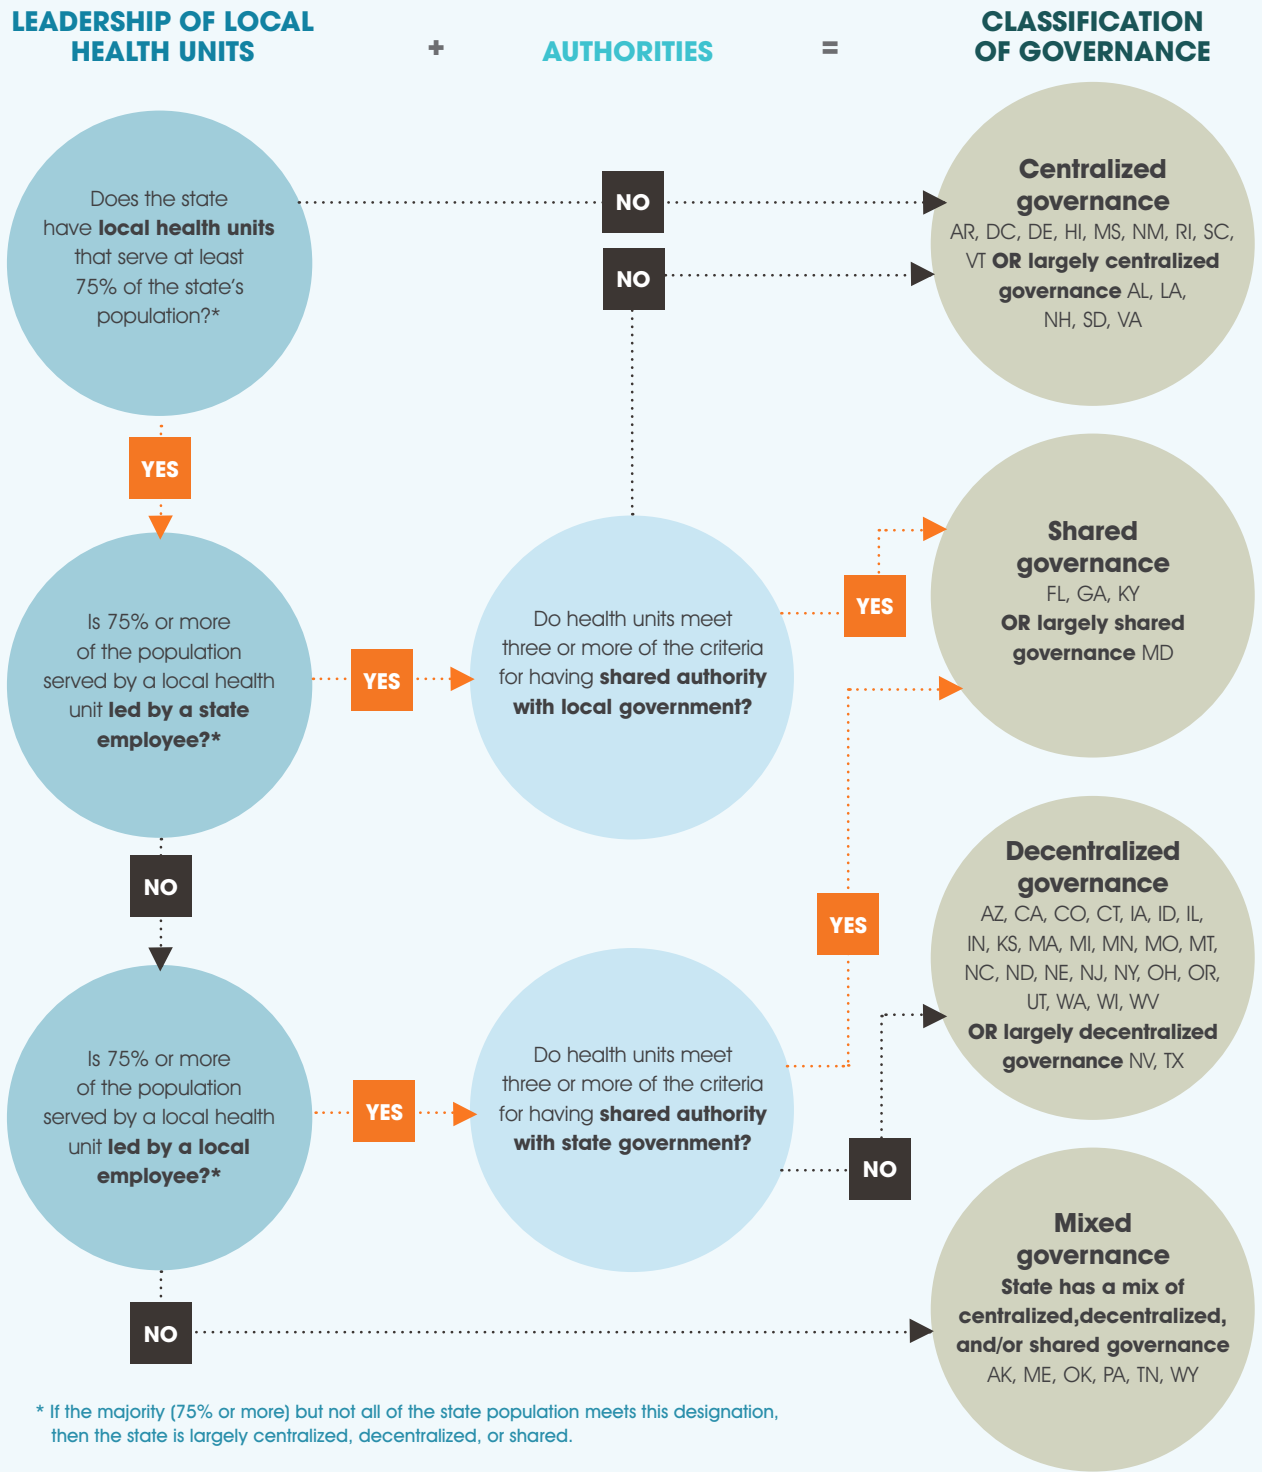 LEADERSHIP OF LOCAL
HEALTH UNITS
+
AUTHORITIES
=
CLASSIFICATION
OF GOVERNANCE
Does the state
have local health units
that serve at least
75% of the state's
population?*
NO
NO
Centralized
governance
AR, DC, DE, HI, MS, NM, RI, SC,
VT OR largely centralized
governance AL, LA,
NH, SD, VA
YES
Is 75% or more
of the population
served by a local health
unit led by a state
employee?*
YES
Do health units meet
three or more of the criteria
for having shared authority
with local government?
YES
Shared
governance
FL, GA, KY
OR largely shared
governance MD
NO
Is 75% or more
of the population
served by a local health
unit led by a local
employee?*
YES
Do health units meet
three or more of the criteria
for having shared authority
with state government?
YES
NO
Decentralized
governance
AZ, CA, CO, CT, IA, ID, IL,
IN, KS, MA, MI, MN, MO, MT,
NC, ND, NE, NJ, NY, OH, OR,
UT, WA, WI, WV
OR largely decentralized
governance NV, TX
NO
Mixed
governance
State has a mix of
centralized,decentralized,
and/or shared governance
AK, ME, OK, PA, TN, WY
* If the majority (75% or more) but not all of the state population meets this designation,
then the state is largely centralized, decentralized, or shared.